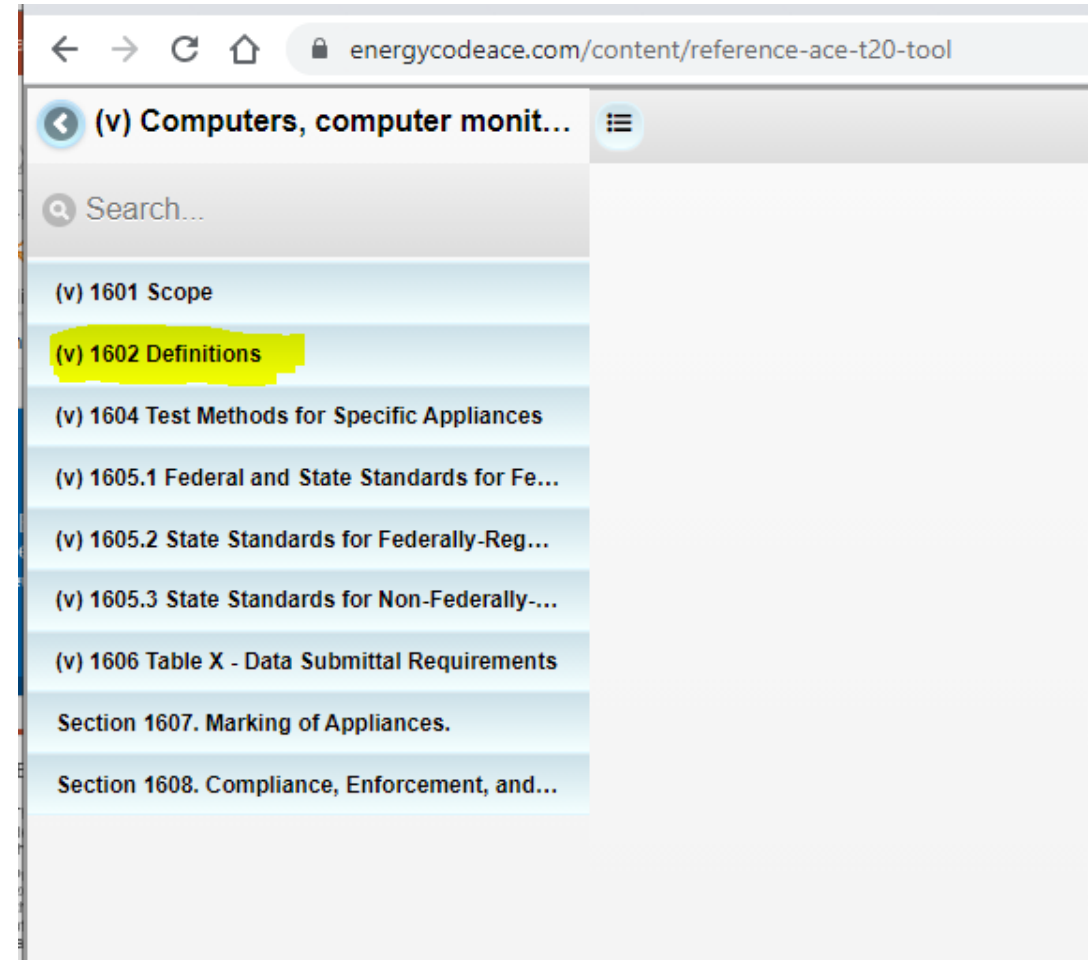 energycodeace.com/content/reference-ace-t20-tool
(v) Computers, computer monit...
Search...
(v) 1601 Scope
(v) 1602 Definitions
(v) 1604 Test Methods for Specific Appliances
(v) 1605.1 Federal and State Standards for Fe...
(v) 1605.2 State Standards for Federally-Reg...
(v) 1605.3 State Standards for Non-Federally-...
(v) 1606 Table X - Data Submittal Requirements
Section 1607. Marking of Appliances.
Section 1608. Compliance, Enforcement, and...